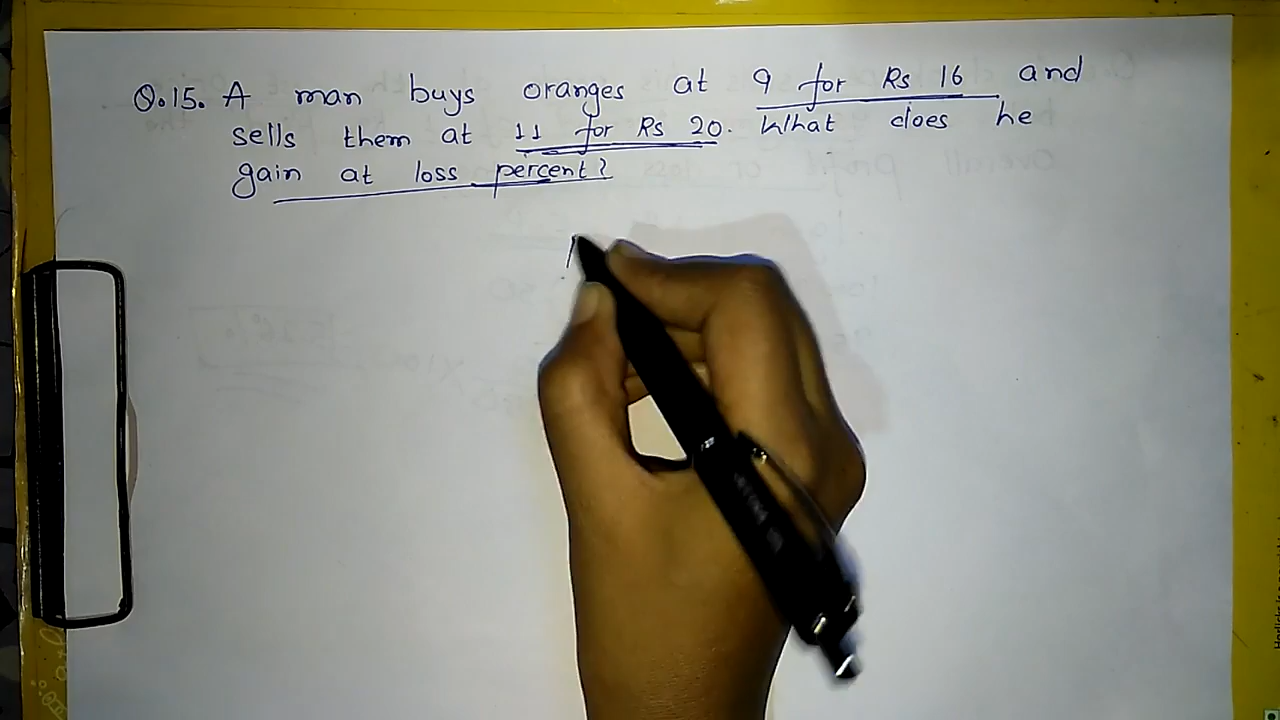 Q.15. A man buys oranges at 9 for Rs 16 and
sells them at 11 for Rs 20. What does he
gain at loss percent?